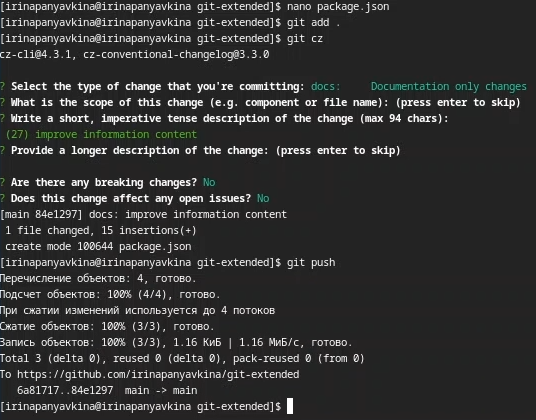 [irinapanyavkina@irinapanyavkina git-extended]$ nano package.json
[irinapanyavkina@irinapanyavkina git-extended]$ git add .
[irinapanyavkina@irinapanyavkina git-extended]$ git cz
cz-cli@4.3.1, cz-conventional-changelog@3.3.0
? Select the type of change that you're committing: docs:     Documentation only changes
? What is the scope of this change (e.g. component or file name): (press enter to skip)
? Write a short, imperative tense description of the change (max 94 chars):
 (27) improve information content
? Provide a longer description of the change: (press enter to skip)
? Are there any breaking changes? No
? Does this change affect any open issues? No
[main 84e1297] docs: improve information content
 1 file changed, 15 insertions(+)
 create mode 100644 package.json
[irinapanyavkina@irinapanyavkina git-extended]$ git push
Перечисление объектов: 4, готово.
Подсчет объектов: 100% (4/4), готово.
При сжатии изменений используется до 4 потоков
Сжатие объектов: 100% (3/3), готово.
Запись объектов: 100% (3/3), 1.16 КиБ | 1.16 МиБ/с, готово.
Total 3 (delta 0), reused 0 (delta 0), pack-reused 0 (from 0)
To https://github.com/irinapanyavkina/git-extended
   6a81717..84e1297  main -> main
[irinapanyavkina@irinapanyavkina git-extended]$